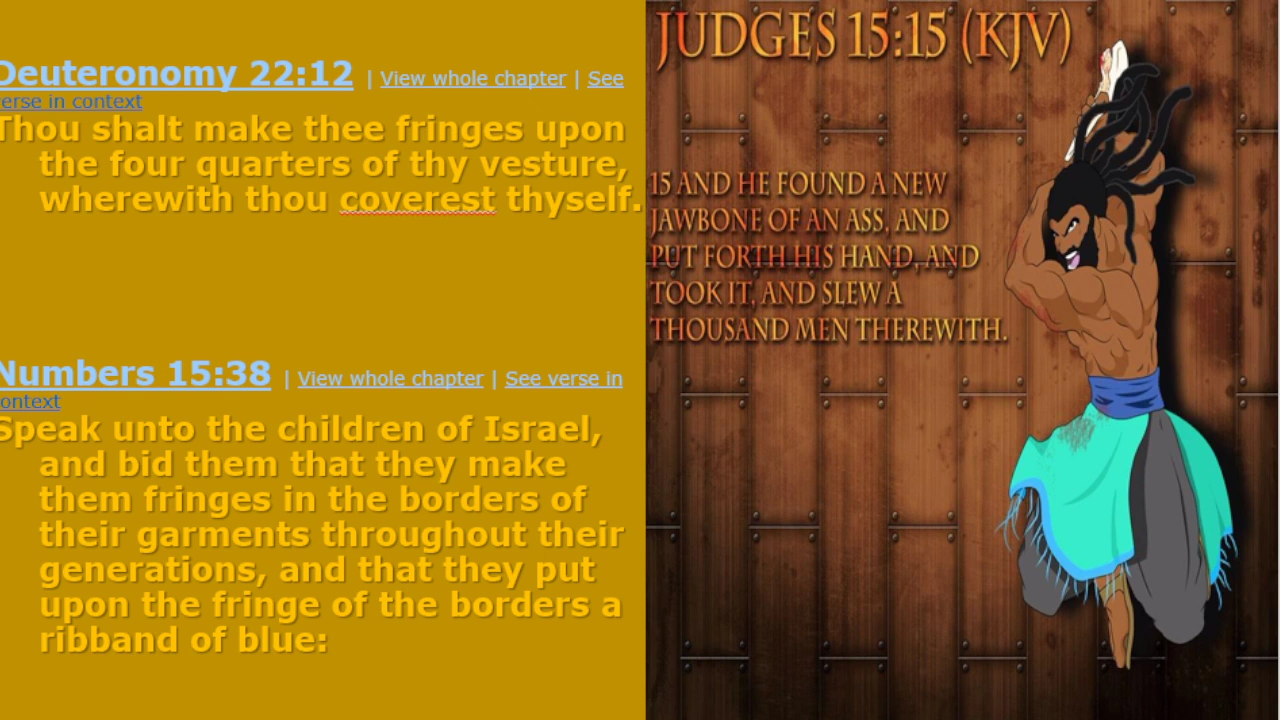 Deuteronomy 22:12 | View whole chapter | See
verse in context
Thou shalt make thee fringes upon
the four quarters of thy vesture,
wherewith thou coverest thyself.
Numbers 15:38 | View whole chapter | See verse in
context
Speak unto the children of Israel,
and bid them that they make
them fringes in the borders of
their garments throughout their
generations, and that they put
upon the fringe of the borders a
ribband of blue:
JUDGES 15:15 (KJV)
15 AND HE FOUND A NEW
JAWBONE OF AN ASS, AND
PUT FORTH HIS HAND, AND
TOOK IT, AND SLEW A
THOUSAND MEN THEREWITH.